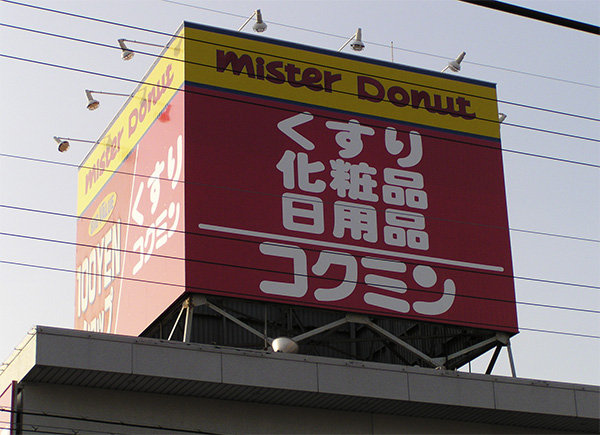 mister Donut
くすり
化粧品
日用品
コクミン
mister Donut
くすり
コクミン
100YEN